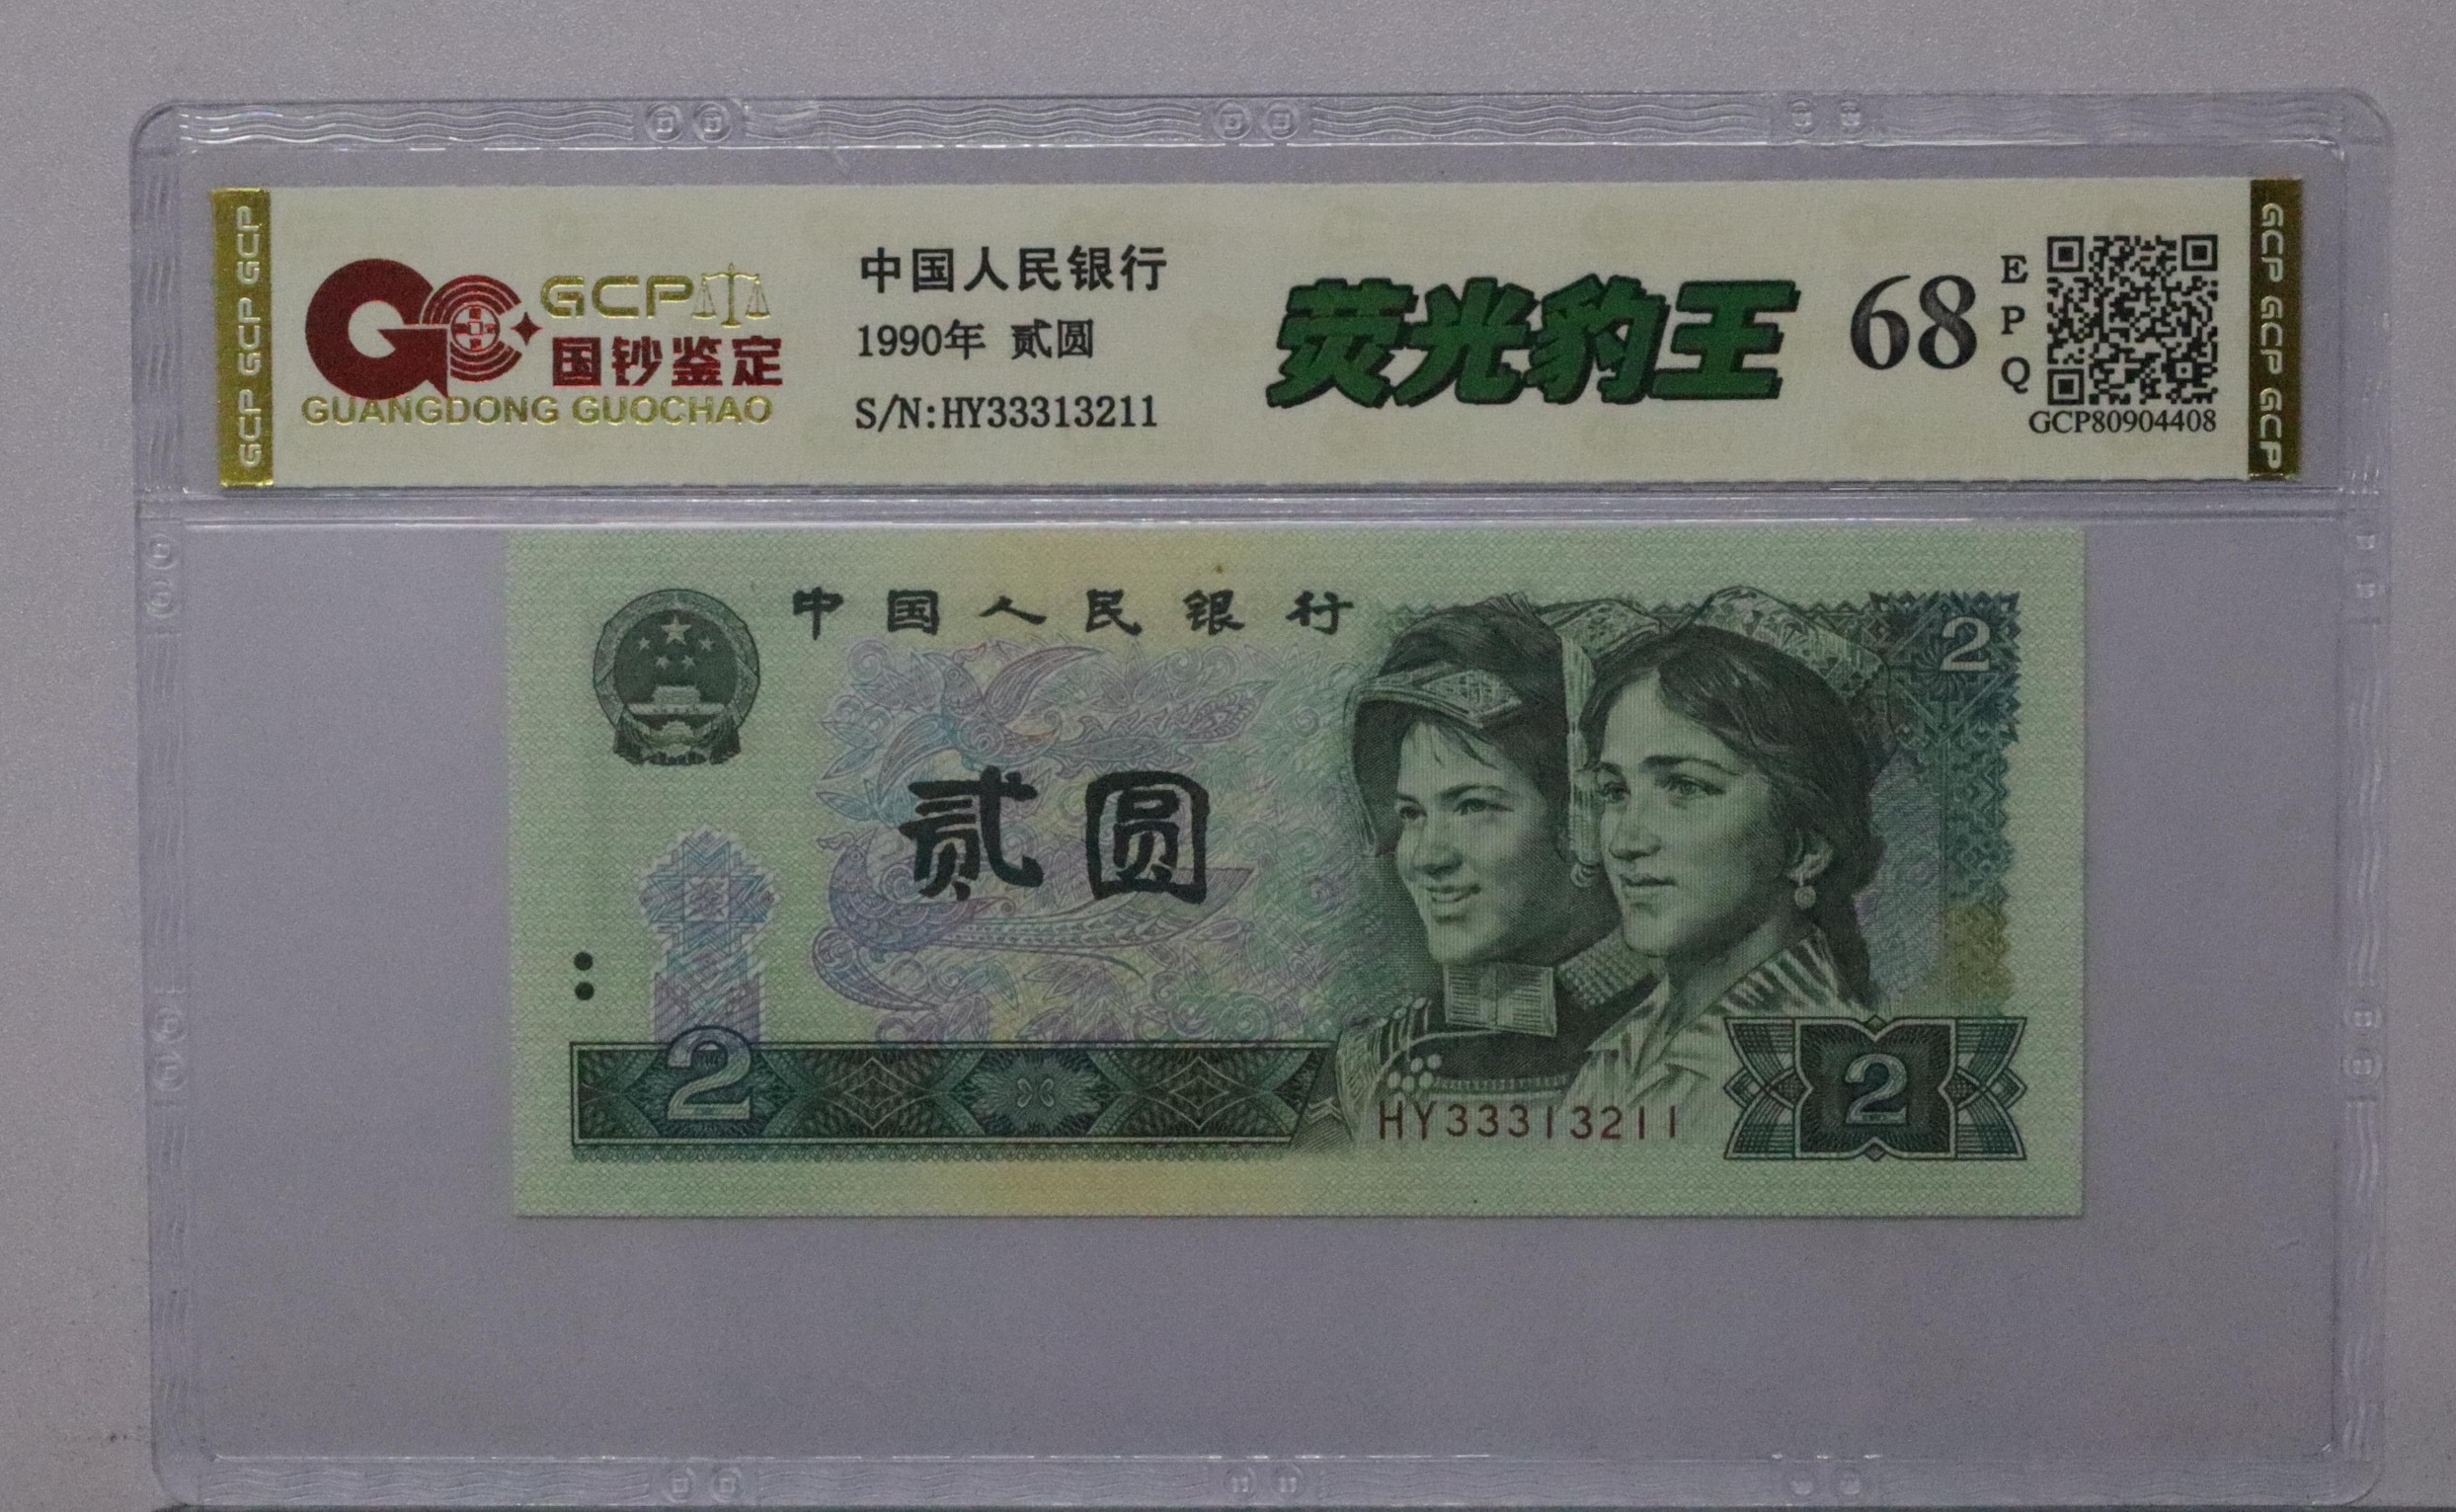 GCP GCP GCP
GCP
国钞鉴定
GUANGDONG GUOCHAO
中国人民银行
1990年 贰圆
S/N:HY33313211
荧光豹王
68
E
P
Q
GCP80904408
GCP GCP GCP
中国人民银行
2
贰圆
2
HY33313211
2